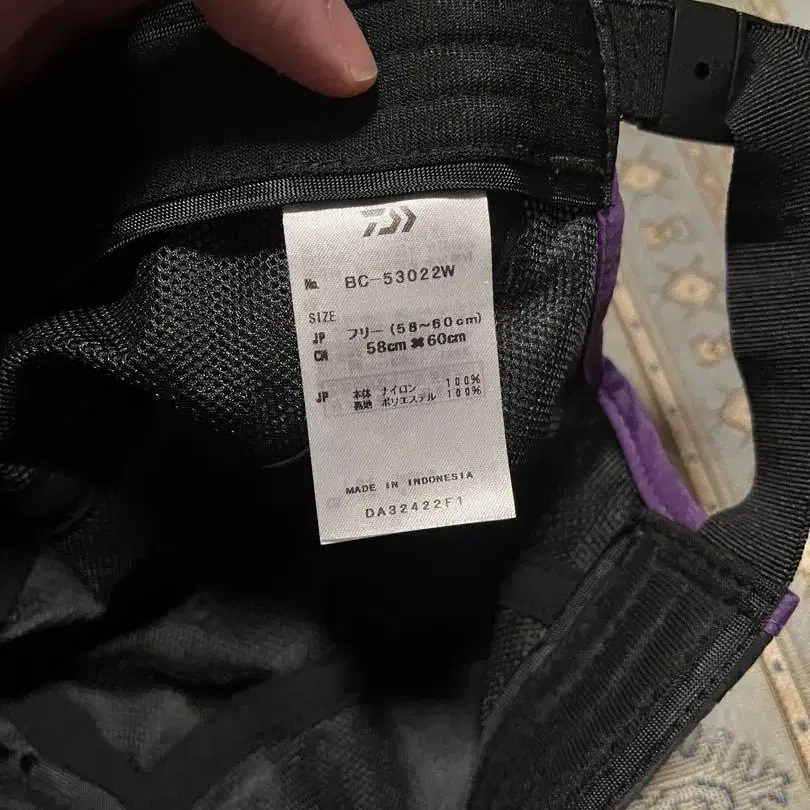 No. BC-53022W
SIZE
JP フリー (58~60cm)
CN 58cm ✖ 60cm
JP 本体 ナイロン 100%
裏地 ポリエステル 100%
MADE IN INDONESIA
DA32422F1